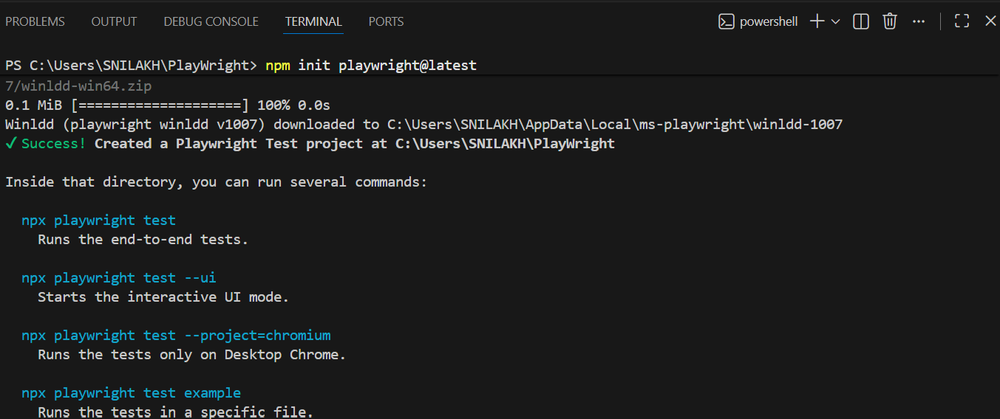 PROBLEMS OUTPUT DEBUG CONSOLE TERMINAL PORTS powershell
PS C:\Users\SNILAKH\PlayWright> npm init playwright@latest
7/winldd-win64.zip
0.1 MiB [====================] 100% 0.0s
Winldd (playwright winldd v1007) downloaded to C:\Users\SNILAKH\AppData\Local\ms-playwright\winldd-1007
✔ Success! Created a Playwright Test project at C:\Users\SNILAKH\PlayWright
Inside that directory, you can run several commands:
npx playwright test
Runs the end-to-end tests.
npx playwright test --ui
Starts the interactive UI mode.
npx playwright test --project=chromium
Runs the tests only on Desktop Chrome.
npx playwright test example
Runs the tests in a specific file.